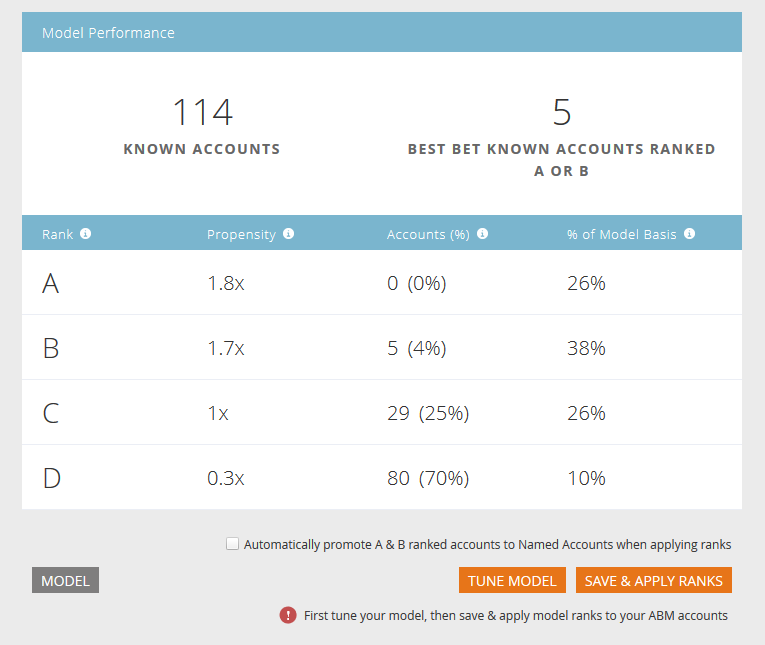 Model Performance
114
KNOWN ACCOUNTS
5
BEST BET KNOWN ACCOUNTS RANKED
A OR B
Rank Propensity Accounts (%) % of Model Basis
A 1.8x 0 (0%) 26%
B 1.7x 5 (4%) 38%
C 1x 29 (25%) 26%
D 0.3x 80 (70%) 10%
Automatically promote A & B ranked accounts to Named Accounts when applying ranks
MODEL TUNE MODEL SAVE & APPLY RANKS
First tune your model, then save & apply model ranks to your ABM accounts